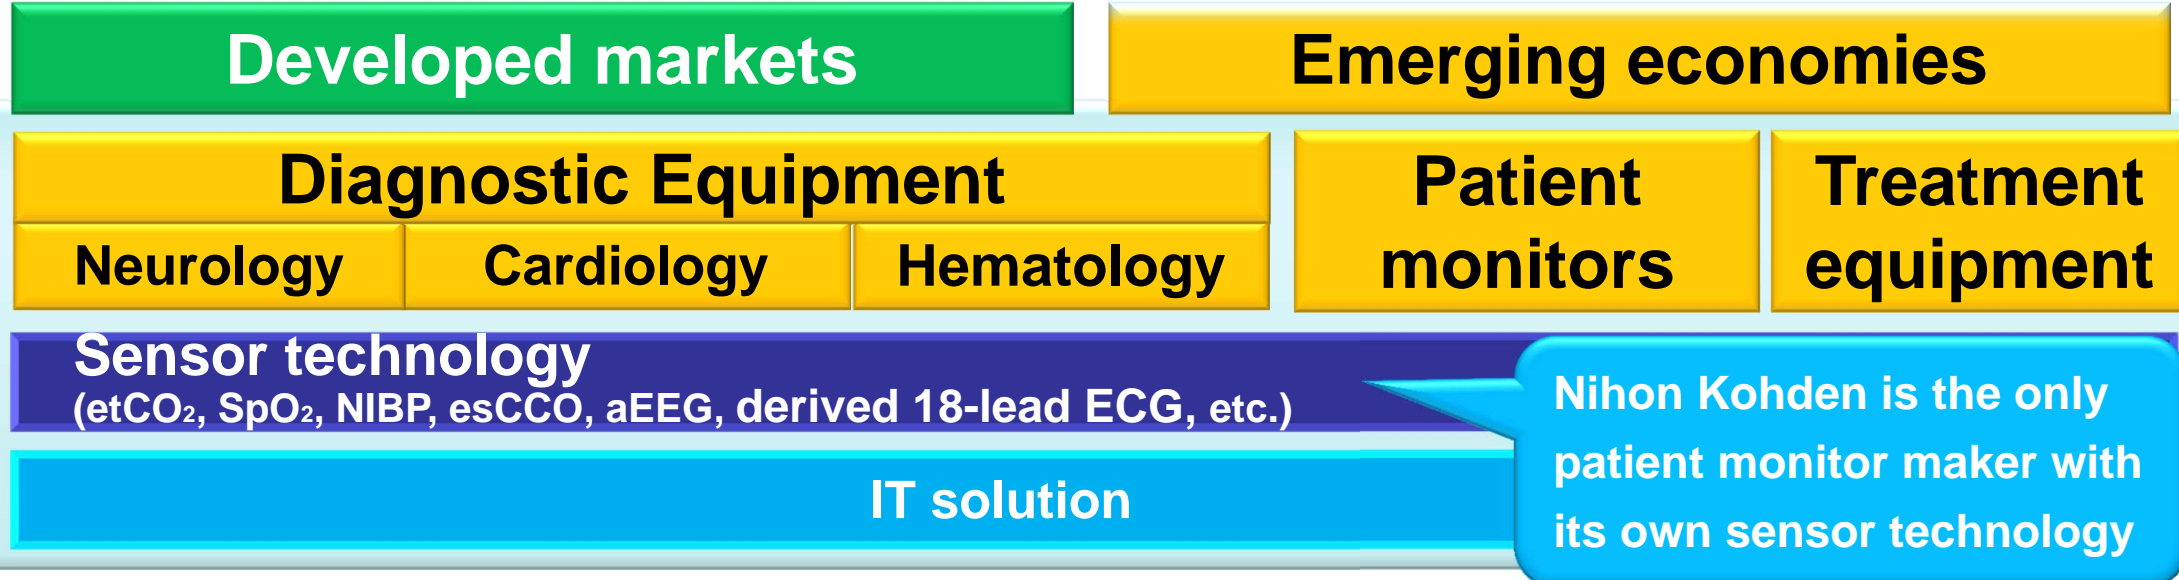 Developed markets
Emerging economies
Diagnostic Equipment
Neurology
Cardiology
Hematology
Patient
monitors
Treatment
equipment
Sensor technology
(etCO₂, SpO₂, NIBP, esCCO, aEEG, derived 18-lead ECG, etc.)
Nihon Kohden is the only
patient monitor maker with
its own sensor technology
IT solution